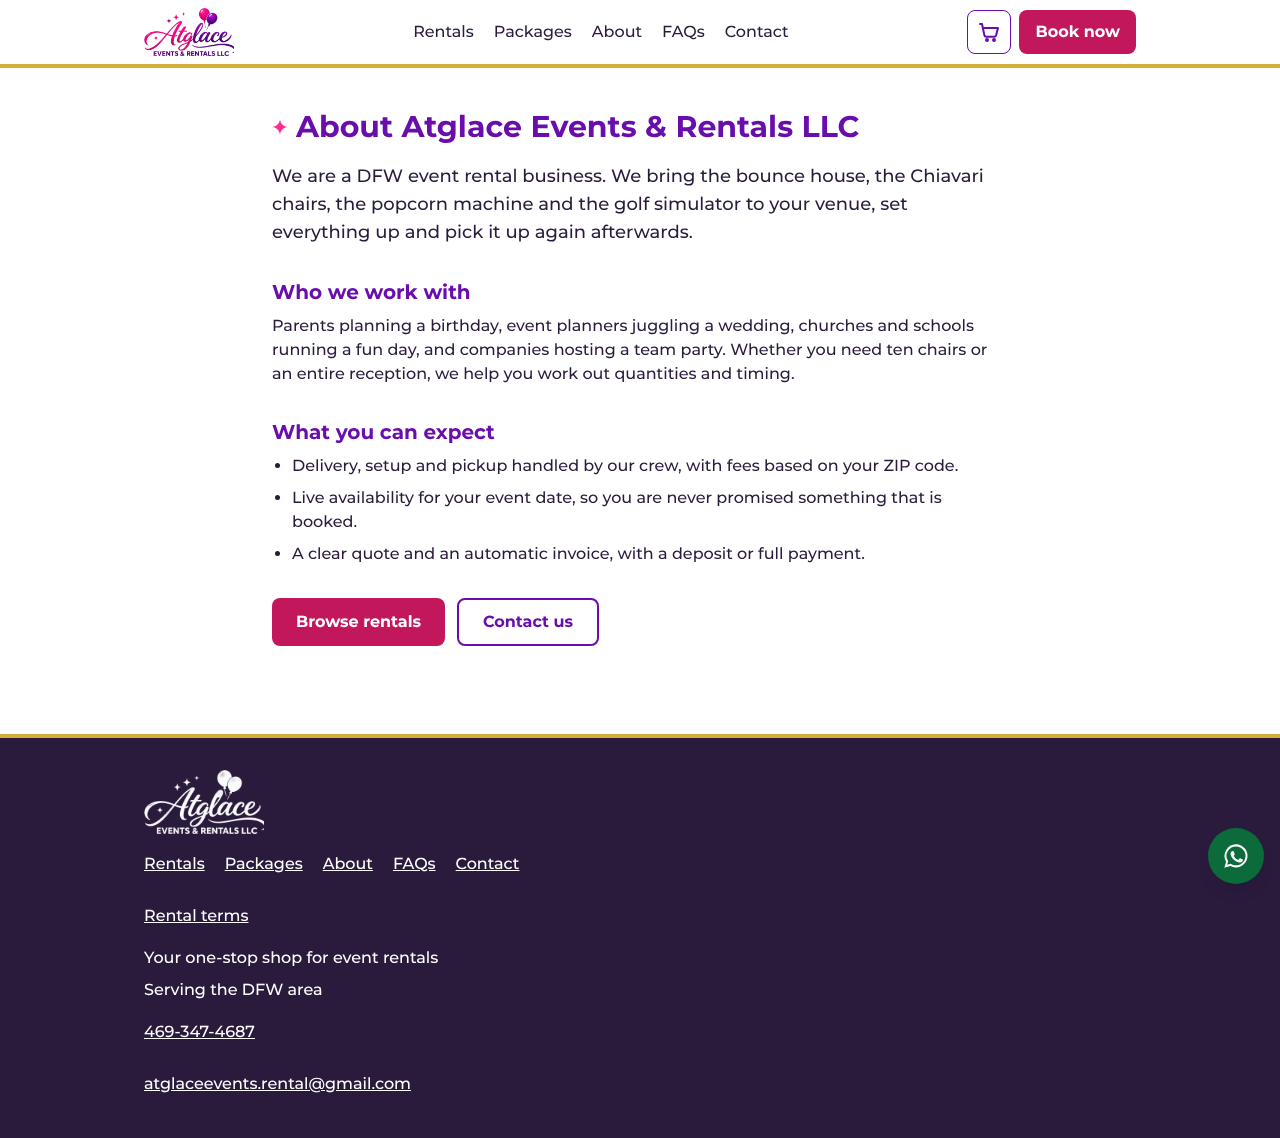 Atglace
EVENTS & RENTALS LLC
Rentals Packages About FAQs Contact
Book now
About Atglace Events & Rentals LLC
We are a DFW event rental business. We bring the bounce house, the Chiavari
chairs, the popcorn machine and the golf simulator to your venue, set
everything up and pick it up again afterwards.
Who we work with
Parents planning a birthday, event planners juggling a wedding, churches and schools
running a fun day, and companies hosting a team party. Whether you need ten chairs or
an entire reception, we help you work out quantities and timing.
What you can expect
• Delivery, setup and pickup handled by our crew, with fees based on your ZIP code.
• Live availability for your event date, so you are never promised something that is
booked.
• A clear quote and an automatic invoice, with a deposit or full payment.
Browse rentals Contact us
Atglace
EVENTS & RENTALS LLC
Rentals Packages About FAQs Contact
Rental terms
Your one-stop shop for event rentals
Serving the DFW area
469-347-4687
atglaceevents.rental@gmail.com